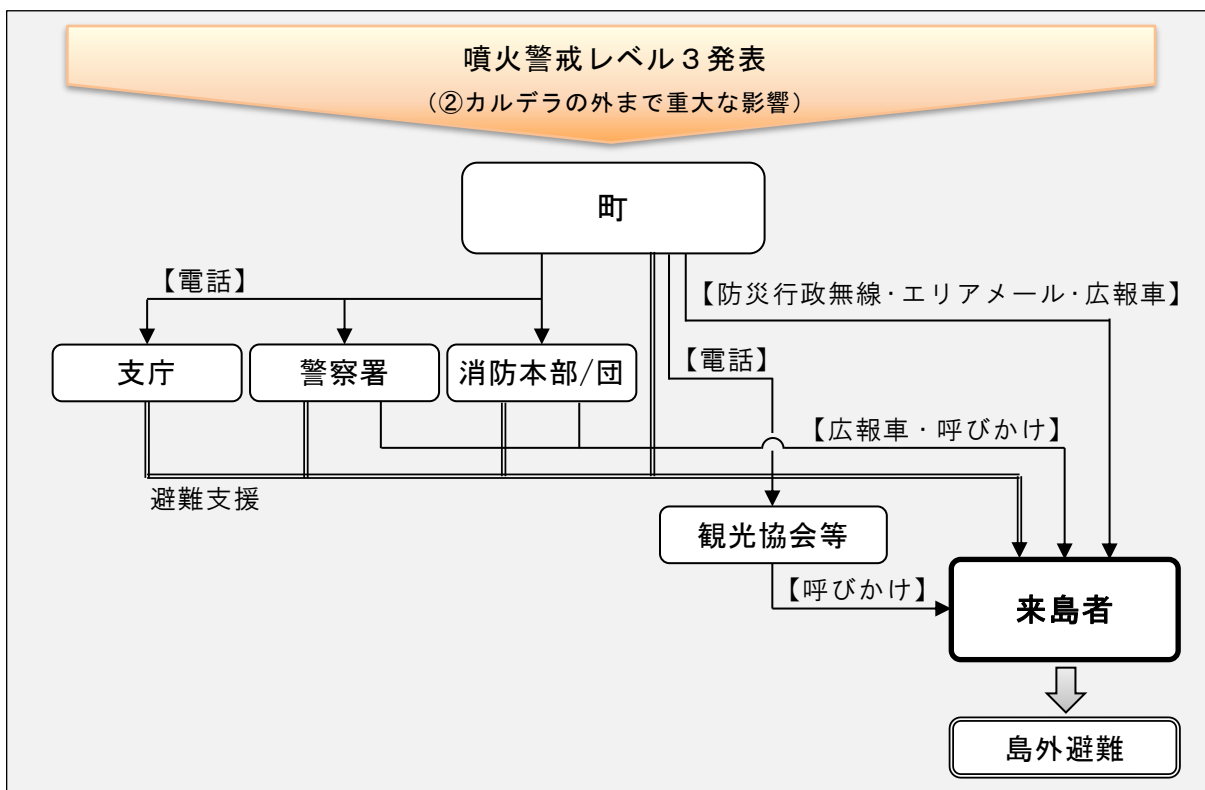 噴火警戒レベル３発表
（②カルデラの外まで重大な影響）
町
【電話】
【防災行政無線・エリアメール・広報車】
支庁
警察署
消防本部/団
【電話】
【広報車・呼びかけ】
避難支援
観光協会等
【呼びかけ】
来島者
島外避難